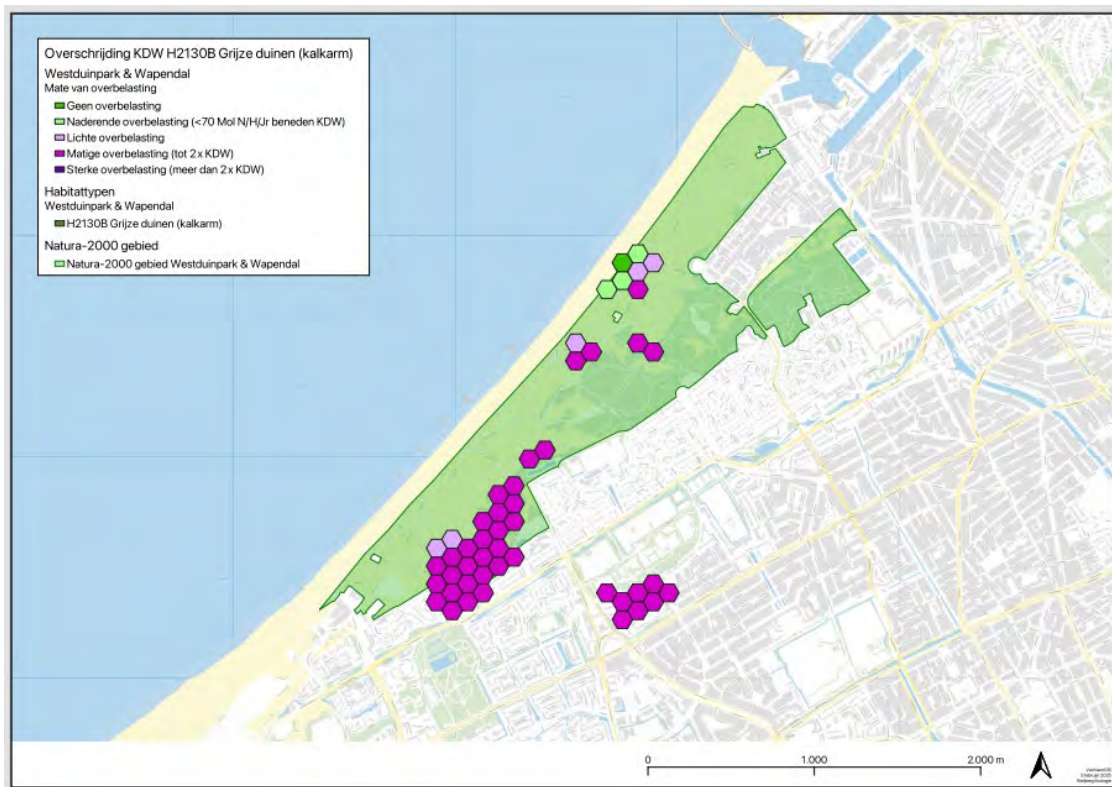 Overschrijding KDW H2130B Grijze duinen (kalkarm)
Westduinpark & Wapendal
Mate van overbelasting
Geen overbelasting
Naderende overbelasting (<70 Mol N/H/Jr beneden KDW)
Lichte overbelasting
Matige overbelasting (tot 2x KDW)
Sterke overbelasting (meer dan 2x KDW)
Habitattypen
Westduinpark & Wapendal
H2130B Grijze duinen (kalkarm)
Natura-2000 gebied
Natura-2000 gebied Westduinpark & Wapendal
0 1.000 2.000 m